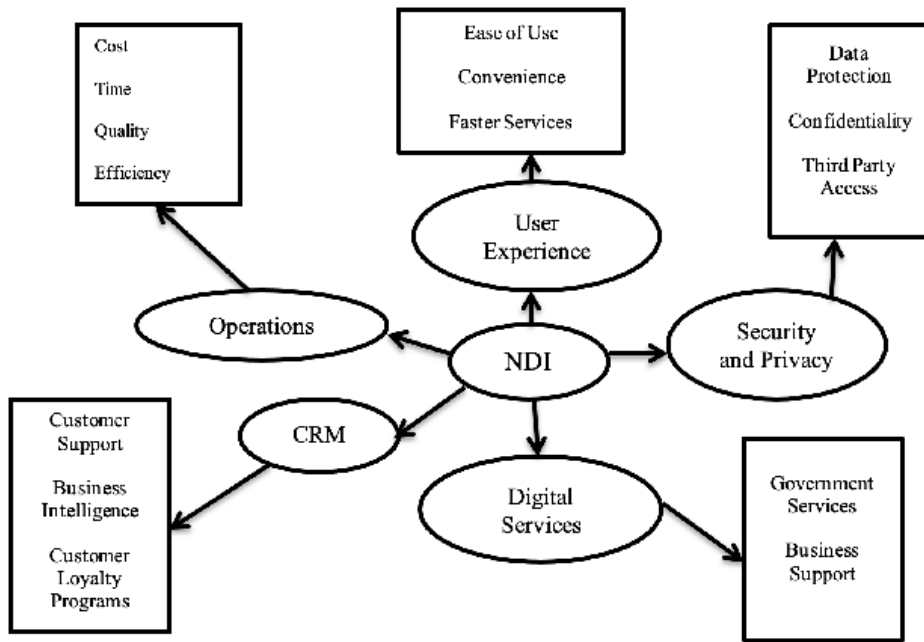 Cost
Time
Quality
Efficiency
Ease of Use
Convenience
Faster Services
Data
Protection
Confidentiality
Third Party
Access
User
Experience
Operations
NDI
Security
and Privacy
CRM
Digital
Services
Customer
Support
Business
Intelligence
Customer
Loyalty
Programs
Government
Services
Business
Support